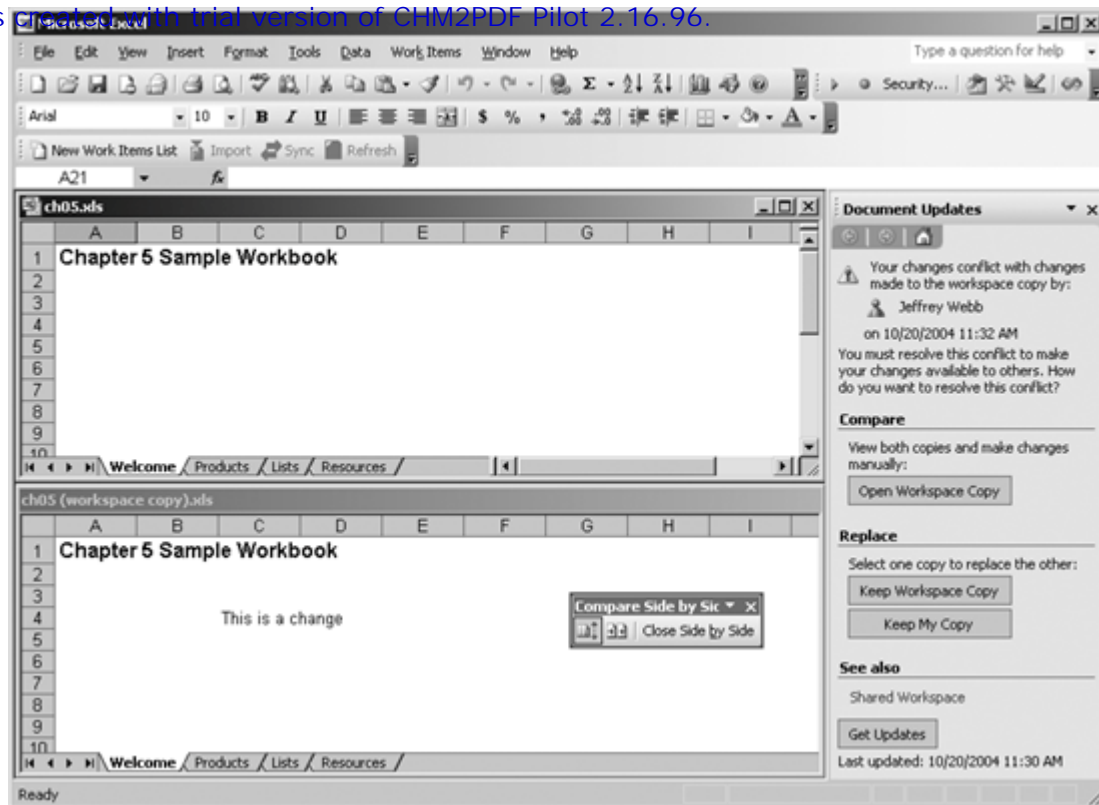 s created with trial version of CHM2PDF Pilot 2.16.96.
Microsoft Excel
File Edit View Insert Format Tools Data Work Items Window Help Type a question for help
Security...
Arial 10 B I U $ % , A
New Work Items List Import Sync Refresh
A21 fx
ch05.xls
A B C D E F G H I
1 Chapter 5 Sample Workbook
2
3
4
5
6
7
8
9
10
Welcome Products Lists Resources
ch05 (workspace copy).xls
A B C D E F G H I
1 Chapter 5 Sample Workbook
2
3
4 This is a change
5
6
7
8
9
10
Compare Side by Sic
Close Side by Side
Welcome Products Lists Resources
Document Updates
Your changes conflict with changes
made to the workspace copy by:
Jeffrey Webb
on 10/20/2004 11:32 AM
You must resolve this conflict to make
your changes available to others. How
do you want to resolve this conflict?
Compare
View both copies and make changes
manually:
Open Workspace Copy
Replace
Select one copy to replace the other:
Keep Workspace Copy
Keep My Copy
See also
Shared Workspace
Get Updates
Last updated: 10/20/2004 11:30 AM
Ready